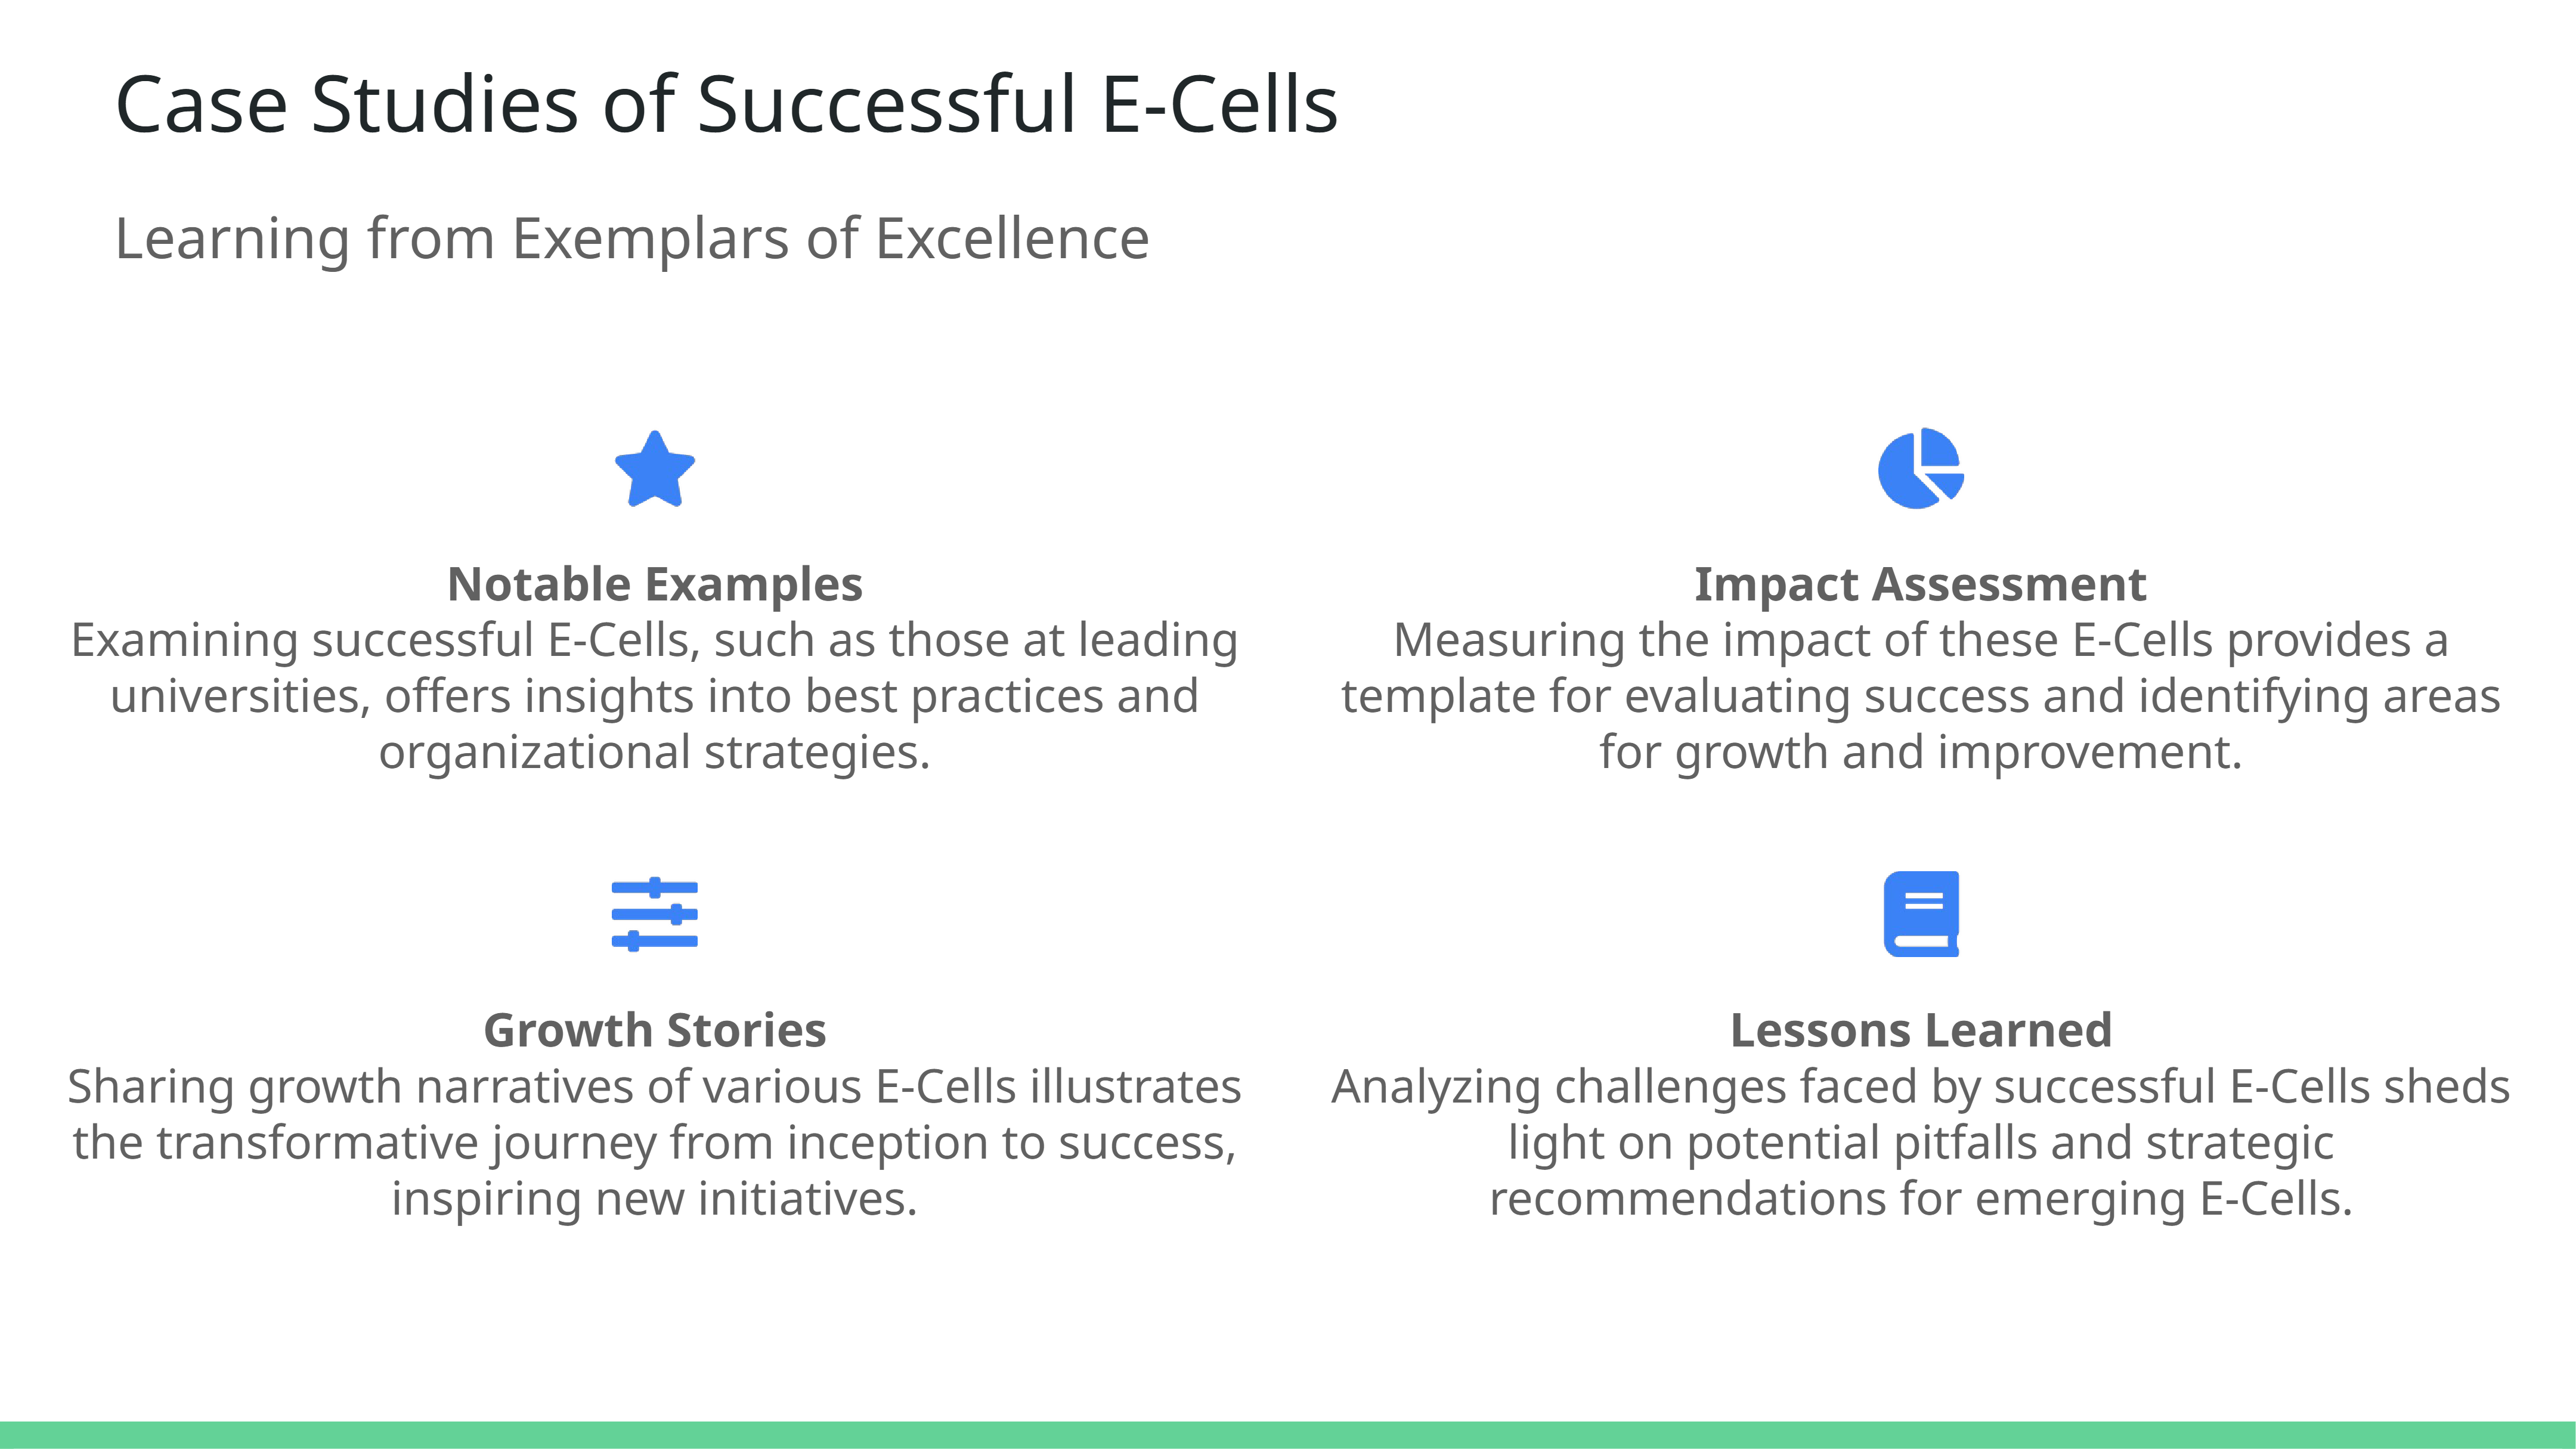 Case Studies of Successful E-Cells
Learning from Exemplars of Excellence
Notable Examples
Examining successful E-Cells, such as those at leading
universities, offers insights into best practices and
organizational strategies.
Impact Assessment
Measuring the impact of these E-Cells provides a
template for evaluating success and identifying areas
for growth and improvement.
Growth Stories
Sharing growth narratives of various E-Cells illustrates
the transformative journey from inception to success,
inspiring new initiatives.
Lessons Learned
Analyzing challenges faced by successful E-Cells sheds
light on potential pitfalls and strategic
recommendations for emerging E-Cells.